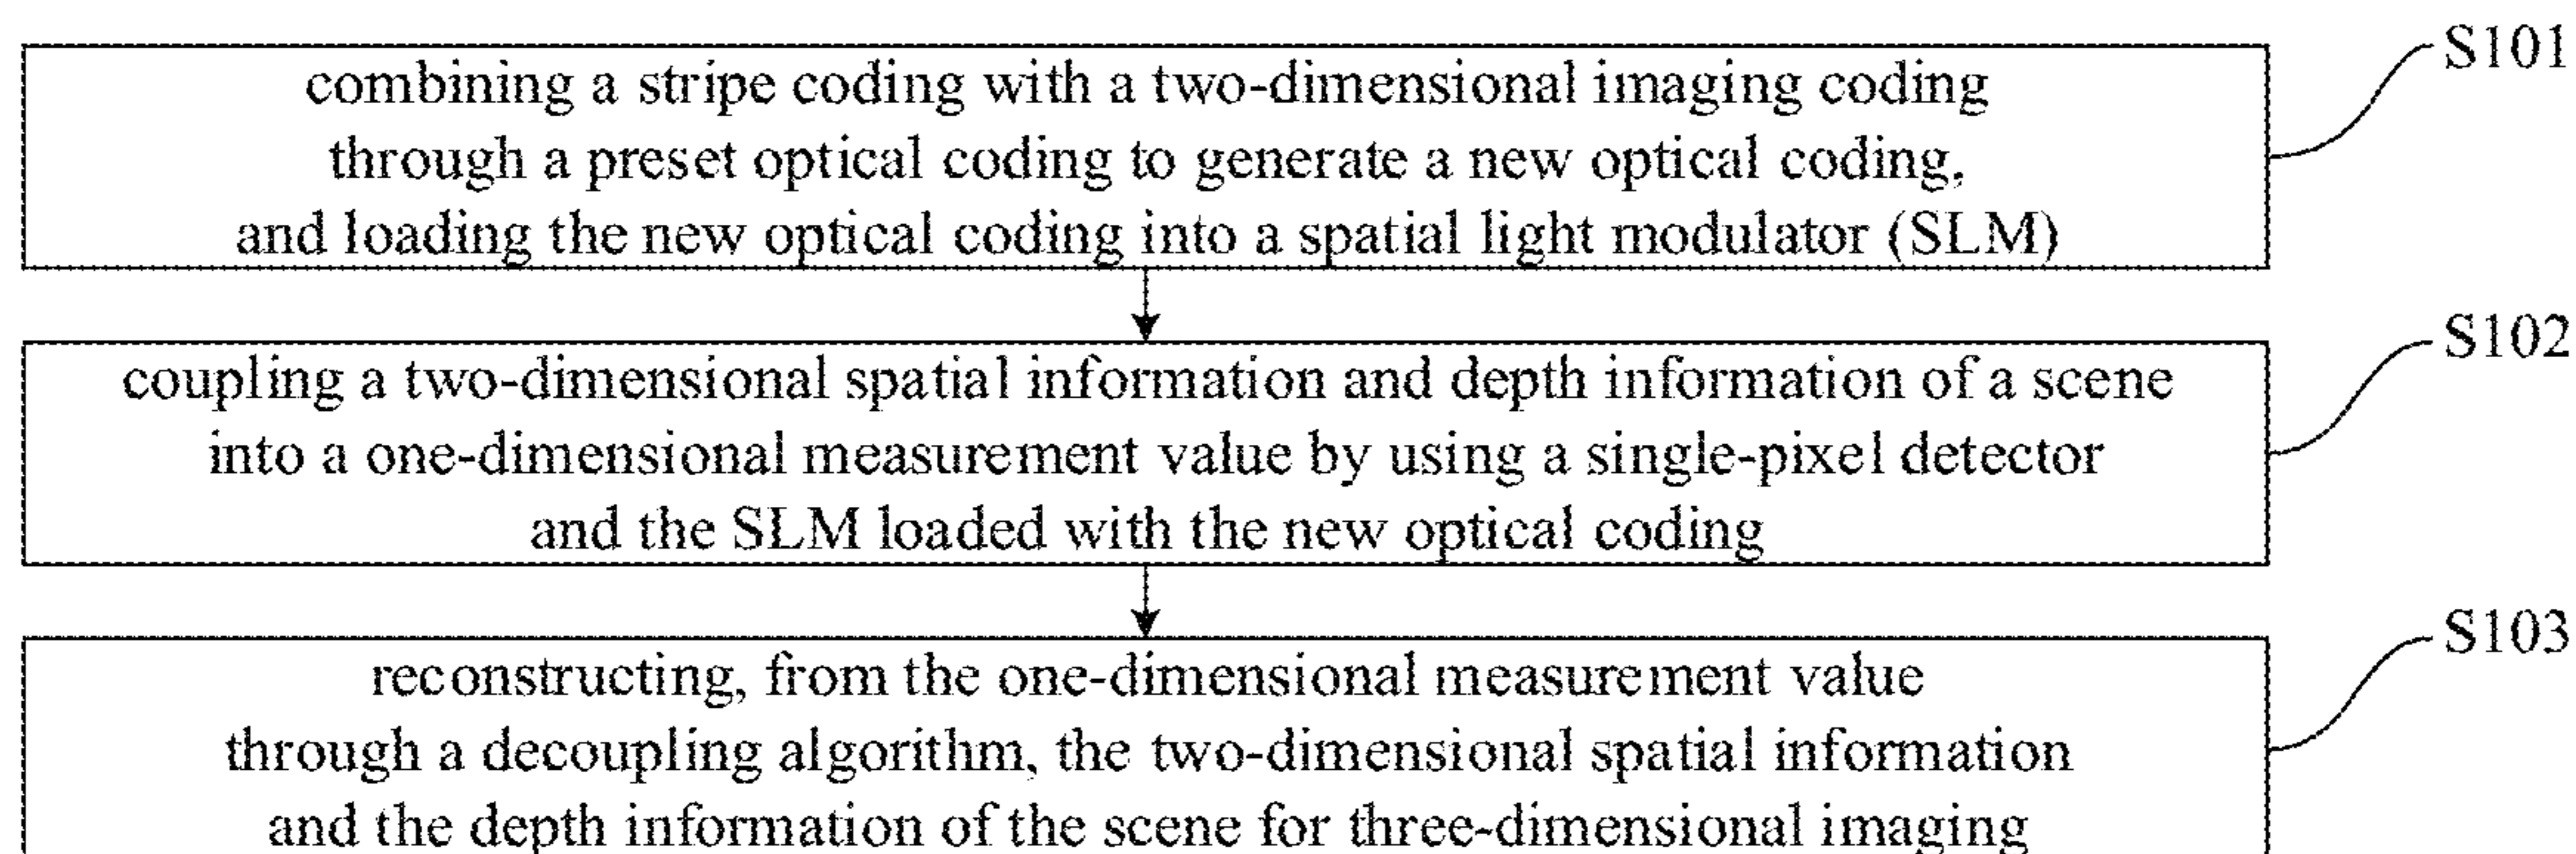 S101
combining a stripe coding with a two-dimensional imaging coding
through a preset optical coding to generate a new optical coding,
and loading the new optical coding into a spatial light modulator (SLM)
S102
coupling a two-dimensional spatial information and depth information of a scene
into a one-dimensional measurement value by using a single-pixel detector
and the SLM loaded with the new optical coding
S103
reconstructing, from the one-dimensional measurement value
through a decoupling algorithm, the two-dimensional spatial information
and the depth information of the scene for three-dimensional imaging